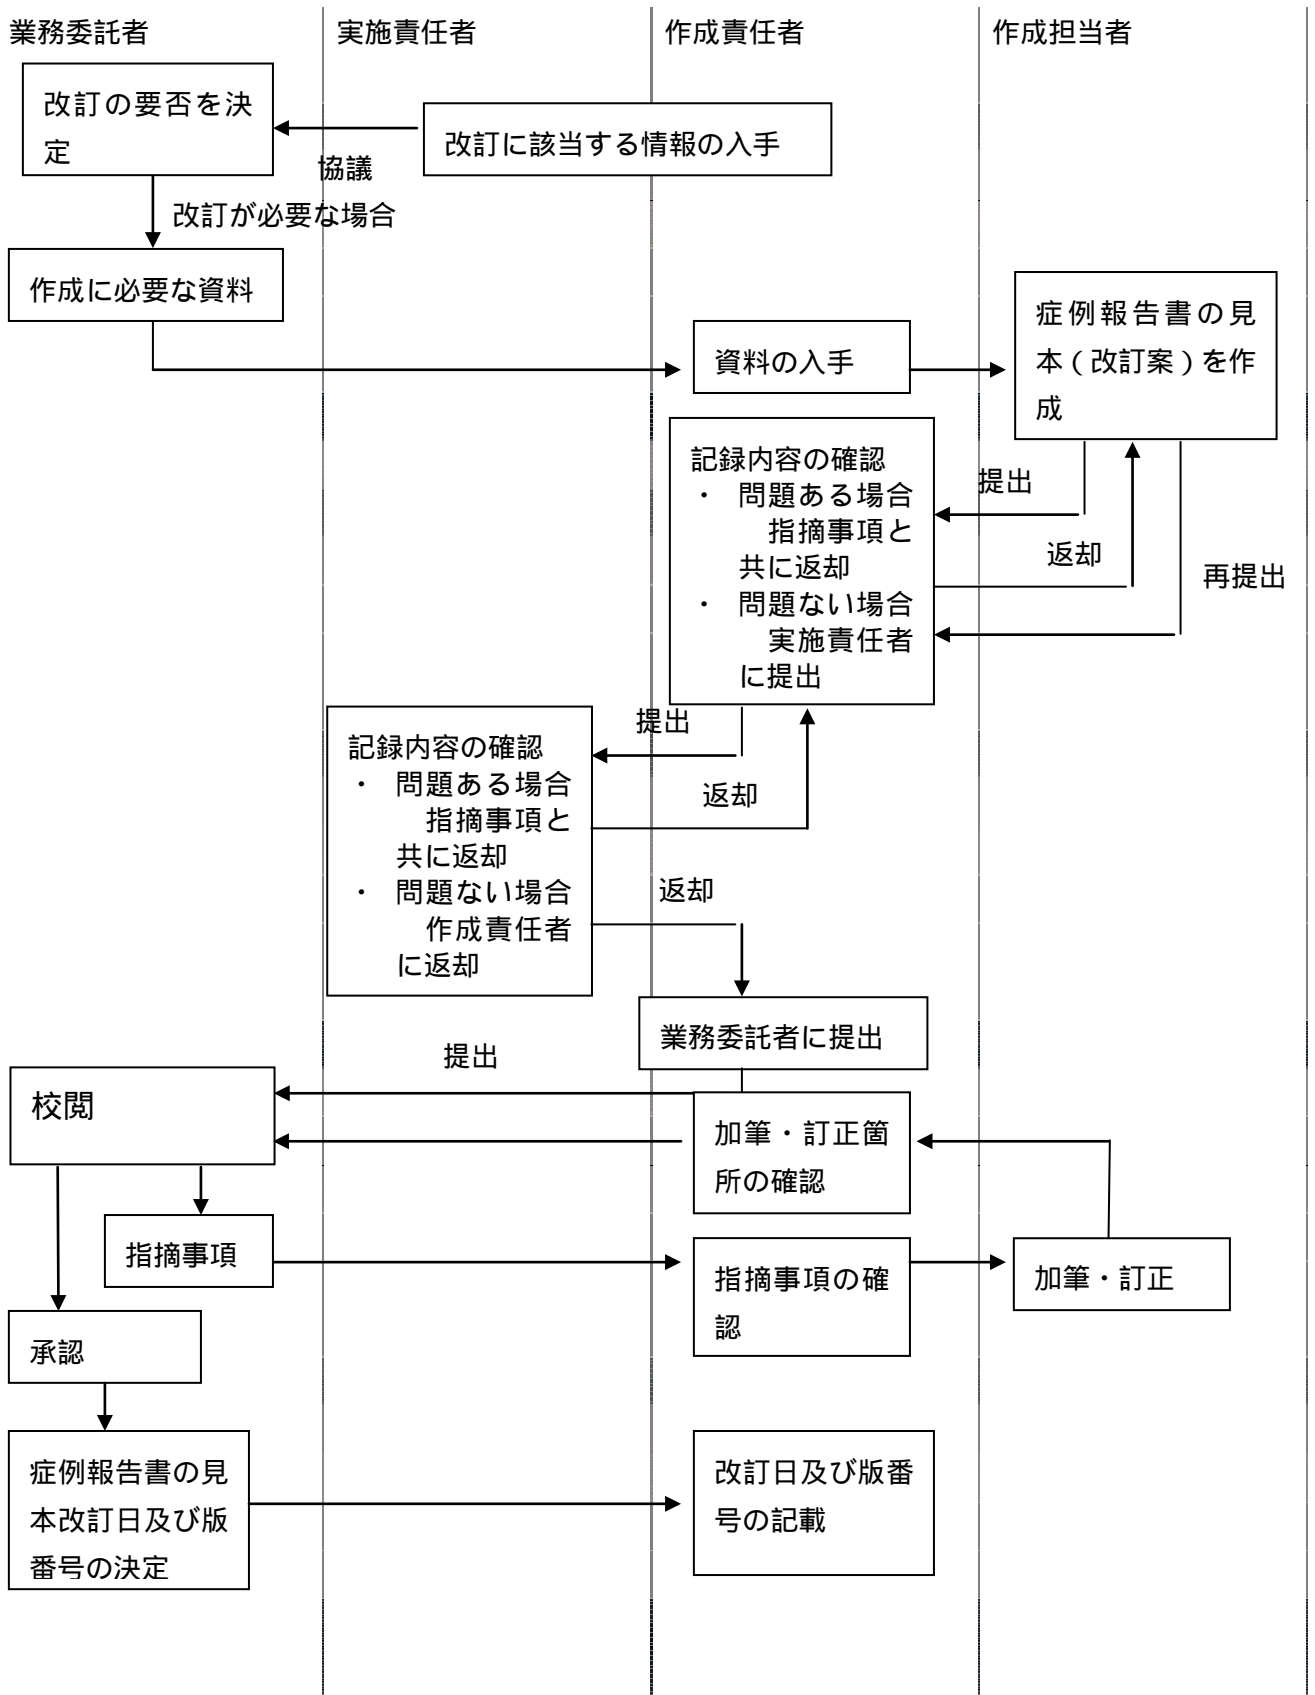 業務委託者
実施責任者
作成責任者
作成担当者
改訂の要否を決
定
改訂に該当する情報の入手
協議
改訂が必要な場合
作成に必要な資料
資料の入手
症例報告書の見
本(改訂案)を作
成
記録内容の確認
・ 問題ある場合
指摘事項と
共に返却
・ 問題ない場合
実施責任者
に提出
提出
返却
再提出
記録内容の確認
・ 問題ある場合
指摘事項と
共に返却
・ 問題ない場合
作成責任者
に返却
提出
返却
返却
業務委託者に提出
提出
校閲
加筆・訂正箇
所の確認
指摘事項
指摘事項の確
認
加筆・訂正
承認
症例報告書の見
本改訂日及び版
番号の決定
改訂日及び版番
号の記載